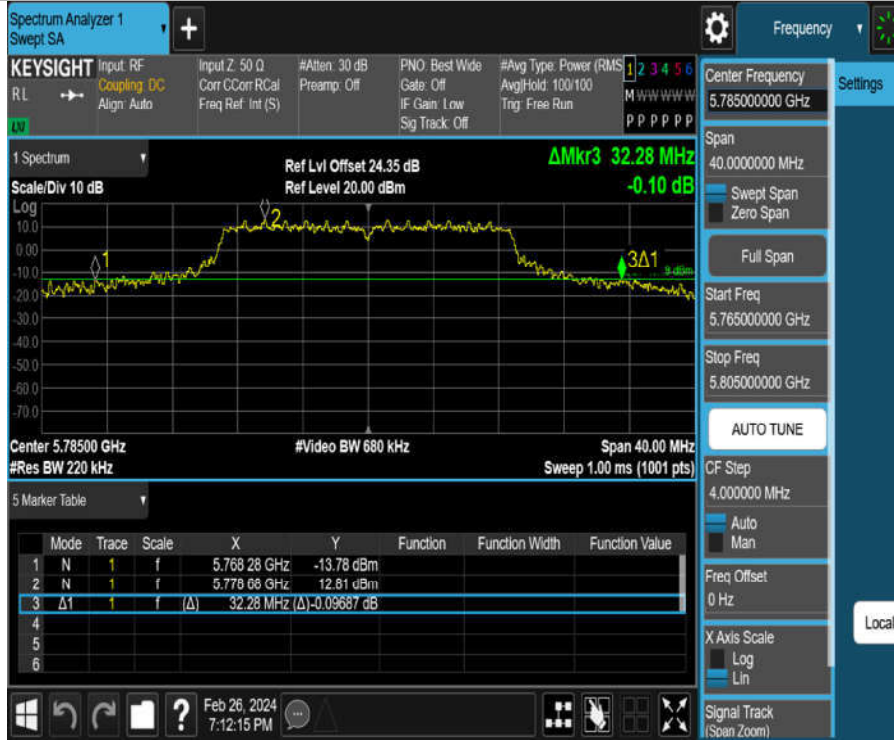 Spectrum Analyzer 1
Swept SA
+
Frequency
KEYSIGHT
RL
LXI
Input: RF
Coupling: DC
Align: Auto
Input Z: 50 Ω
Corr CCorr RCal
Freq Ref: Int (S)
#Atten: 30 dB
Preamp: Off
PNO: Best Wide
Gate: Off
IF Gain: Low
Sig Track: Off
#Avg Type: Power (RMS
Avg|Hold: 100/100
Trig: Free Run
1 2 3 4 5 6
M W W W W W
P P P P P P
Center Frequency
5.785000000 GHz
Settings
Span
40.0000000 MHz
Swept Span
Zero Span
Full Span
Start Freq
5.765000000 GHz
Stop Freq
5.805000000 GHz
AUTO TUNE
CF Step
4.000000 MHz
Auto
Man
Freq Offset
0 Hz
X Axis Scale
Log
Lin
Signal Track
(Span Zoom)
Local
1 Spectrum
Scale/Div 10 dB
Ref Lvl Offset 24.35 dB
Ref Level 20.00 dBm
ΔMkr3 32.28 MHz
-0.10 dB
Log
10.0
0.00
-10.0
-20.0
-30.0
-40.0
-50.0
-60.0
-70.0
1
2
3Δ1
Center 5.78500 GHz
#Video BW 680 kHz
Span 40.00 MHz
#Res BW 220 kHz
Sweep 1.00 ms (1001 pts)
5 Marker Table
Mode Trace Scale X Y Function Function Width Function Value
1 N 1 f 5.768 28 GHz -13.78 dBm
2 N 1 f 5.778 68 GHz 12.81 dBm
3 Δ1 1 f (Δ) 32.28 MHz (Δ) -0.09687 dB
4
5
6
?
Feb 26, 2024
7:12:15 PM